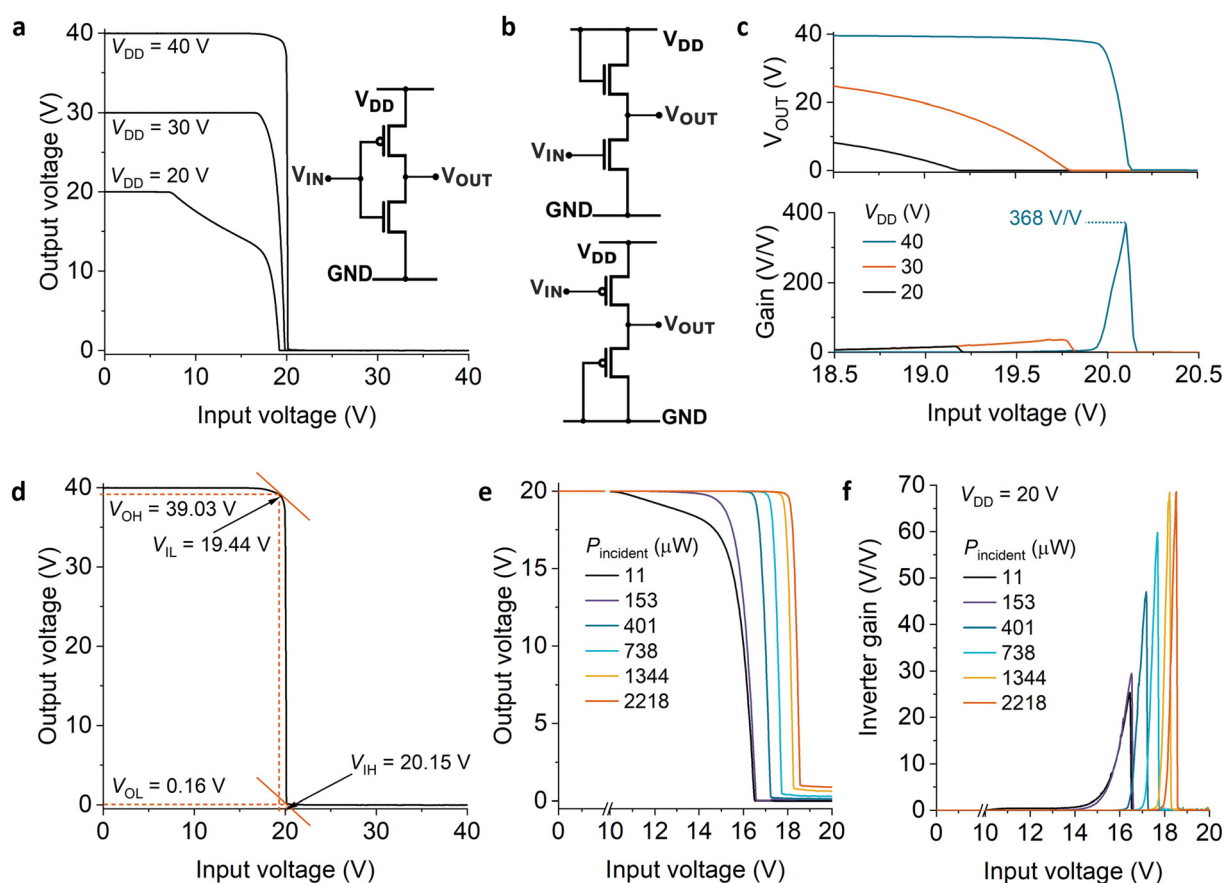 a
V_DD = 40 V
V_DD = 30 V
V_DD = 20 V
Output voltage (V)
40
30
20
10
0
0 10 20 30 40
Input voltage (V)
V_DD
V_IN
V_OUT
GND
b
V_DD
V_OUT
V_IN
GND
V_DD
V_IN
V_OUT
GND
c
V_OUT (V)
40
20
0
Gain (V/V)
400
200
0
V_DD (V)
40
30
20
368 V/V
18.5 19.0 19.5 20.0 20.5
Input voltage (V)
d
Output voltage (V)
40
30
20
10
0
V_OH = 39.03 V
V_IL = 19.44 V
V_IH = 20.15 V
V_OL = 0.16 V
0 10 20 30 40
Input voltage (V)
e
Output voltage (V)
20
15
10
5
0
P_incident (μW)
11
153
401
738
1344
2218
0 10 12 14 16 18 20
Input voltage (V)
f
Inverter gain (V/V)
70
60
50
40
30
20
10
0
V_DD = 20 V
P_incident (μW)
11
153
401
738
1344
2218
0 10 12 14 16 18 20
Input voltage (V)